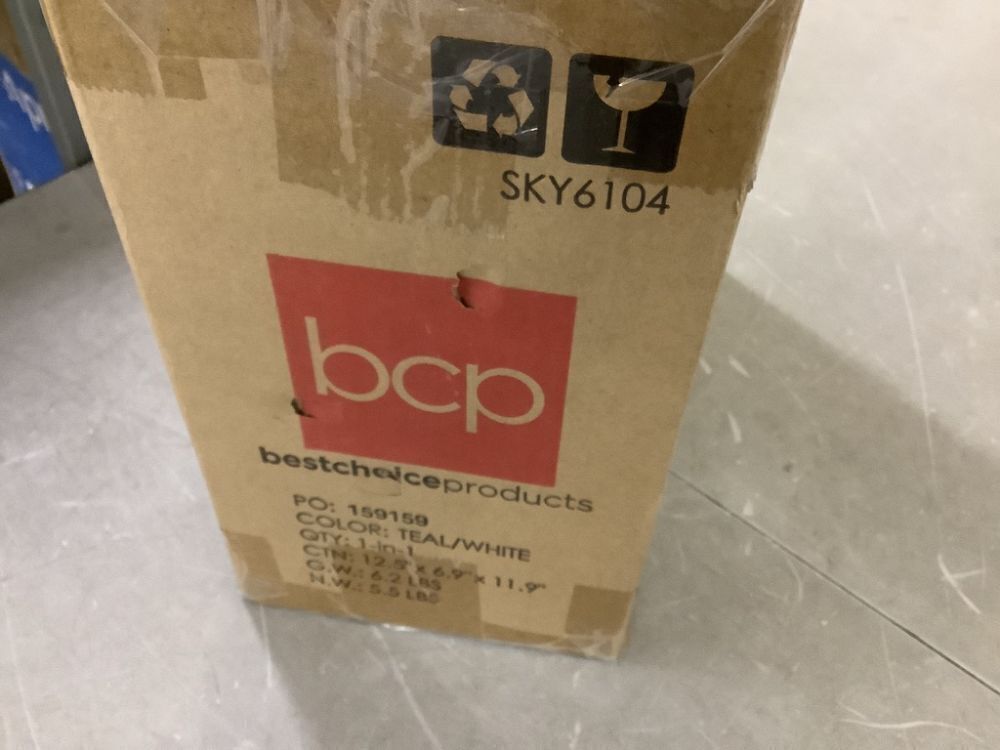 SKY6104
bcp
bestchoiceproducts
PO: 159159
COLOR: TEAL/WHITE
QTY: 1-in-1
CTN: 12.5" x 6.9" x 11.9"
G.W.: 6.2 LBS
N.W.: 5.5 LBS